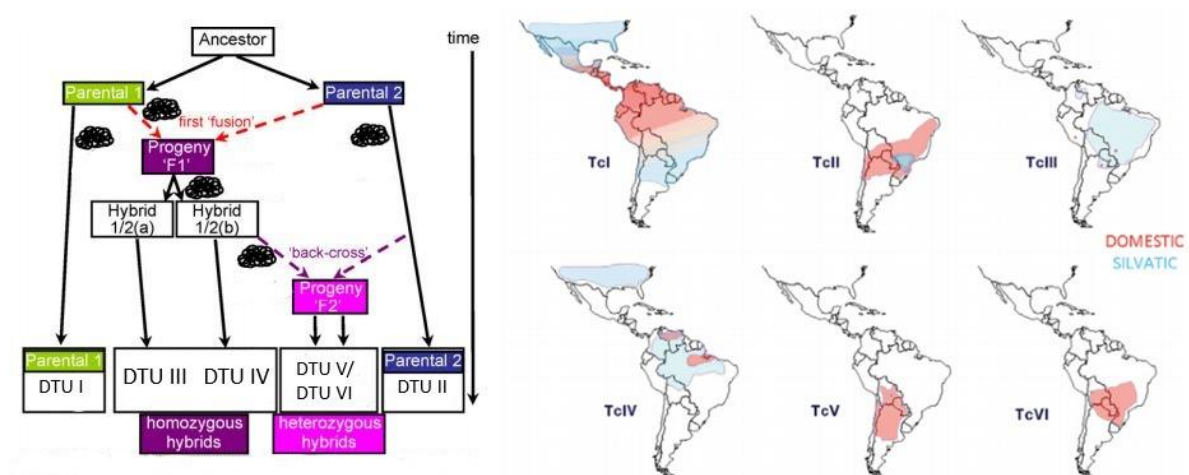 Ancestor
time
Parental 1
Parental 2
first 'fusion'
Progeny
'F1'
Hybrid
1/2(a)
Hybrid
1/2(b)
'back-cross'
Progeny
'F2'
Parental 1
DTU I
DTU III
DTU IV
DTU V/
DTU VI
Parental 2
DTU II
homozygous
hybrids
heterozygous
hybrids
TcI
TcII
TcIII
DOMESTIC
SILVATIC
TcIV
TcV
TcVI